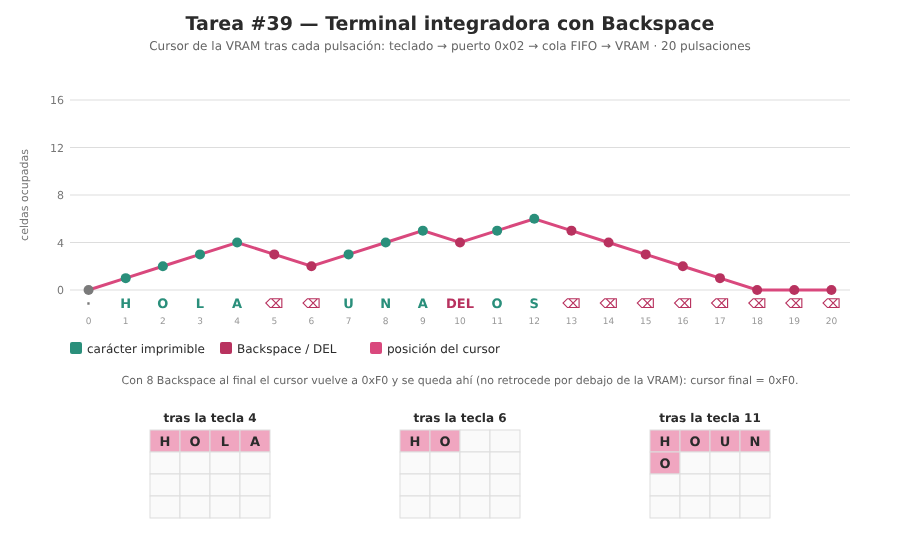 Tarea #39 — Terminal integradora con Backspace
Cursor de la VRAM tras cada pulsación: teclado → puerto 0x02 → cola FIFO → VRAM · 20 pulsaciones
celdas ocupadas
16
12
8
4
0
· H O L A ⌫ ⌫ U N A DEL O S ⌫ ⌫ ⌫ ⌫ ⌫ ⌫ ⌫ ⌫
0 1 2 3 4 5 6 7 8 9 10 11 12 13 14 15 16 17 18 19 20
carácter imprimible Backspace / DEL posición del cursor
Con 8 Backspace al final el cursor vuelve a 0xF0 y se queda ahí (no retrocede por debajo de la VRAM): cursor final = 0xF0.
tras la tecla 4 tras la tecla 6 tras la tecla 11
H O L A H O H O U N
O